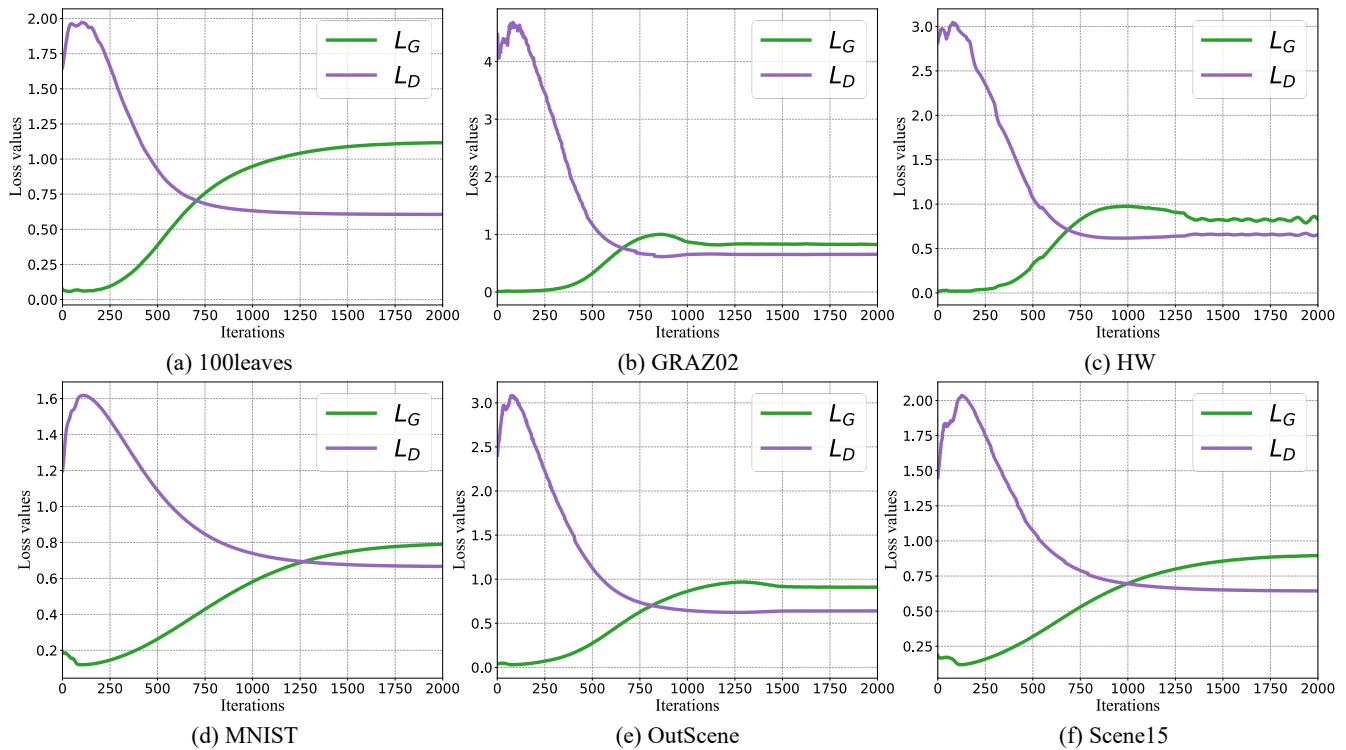 2.00
1.75
1.50
1.25
1.00
0.75
0.50
0.25
0.00
Loss values
L_G
L_D
0 250 500 750 1000 1250 1500 1750 2000
Iterations
(a) 100leaves
4
3
2
1
0
Loss values
L_G
L_D
0 250 500 750 1000 1250 1500 1750 2000
Iterations
(b) GRAZ02
3.0
2.5
2.0
1.5
1.0
0.5
0.0
Loss values
L_G
L_D
0 250 500 750 1000 1250 1500 1750 2000
Iterations
(c) HW
1.6
1.4
1.2
1.0
0.8
0.6
0.4
0.2
Loss values
L_G
L_D
0 250 500 750 1000 1250 1500 1750 2000
Iterations
(d) MNIST
3.0
2.5
2.0
1.5
1.0
0.5
0.0
Loss values
L_G
L_D
0 250 500 750 1000 1250 1500 1750 2000
Iterations
(e) OutScene
2.00
1.75
1.50
1.25
1.00
0.75
0.50
0.25
Loss values
L_G
L_D
0 250 500 750 1000 1250 1500 1750 2000
Iterations
(f) Scene15